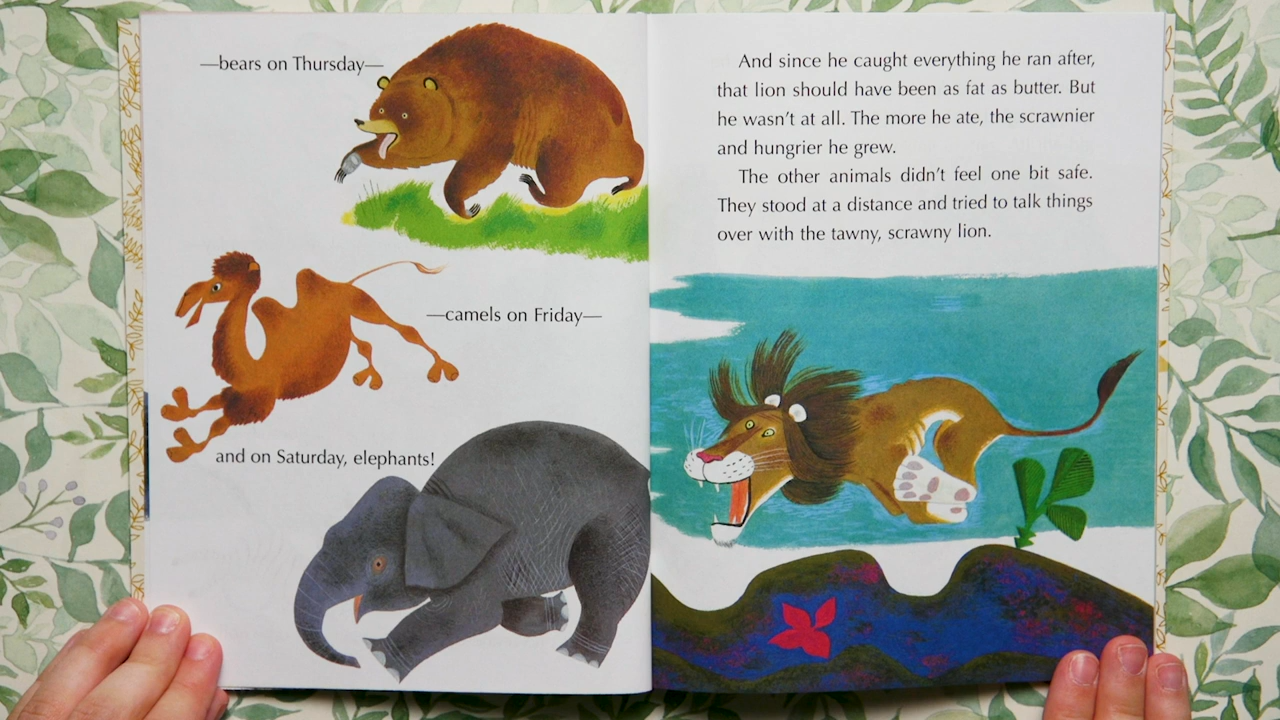 —bears on Thursday—
—camels on Friday—
and on Saturday, elephants!
And since he caught everything he ran after,
that lion should have been as fat as butter. But
he wasn't at all. The more he ate, the scrawnier
and hungrier he grew.
The other animals didn't feel one bit safe.
They stood at a distance and tried to talk things
over with the tawny, scrawny lion.